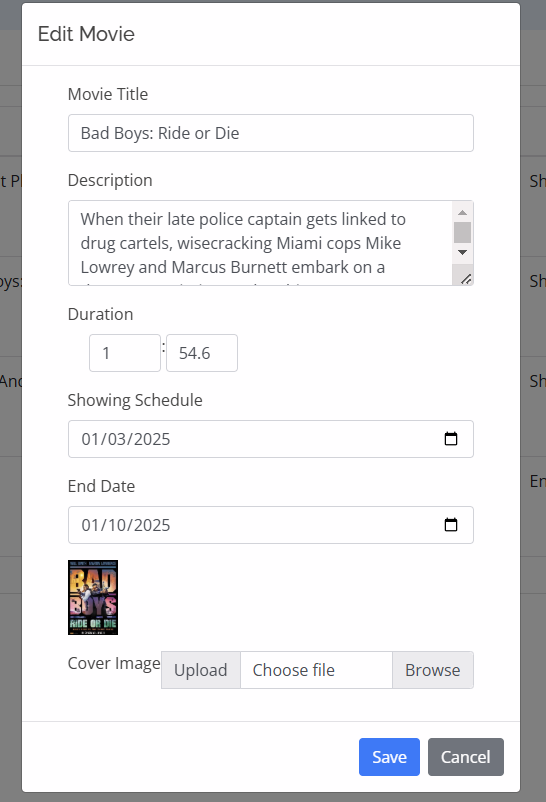 Edit Movie
Movie Title
Bad Boys: Ride or Die
Description
When their late police captain gets linked to
drug cartels, wisecracking Miami cops Mike
Lowrey and Marcus Burnett embark on a
Duration
1 : 54.6
Showing Schedule
01/03/2025
End Date
01/10/2025
BAD
BOYS
RIDE OR DIE
Cover Image Upload Choose file Browse
Save Cancel
t Pl
Sh
oys:
Sh
And
Sh
En